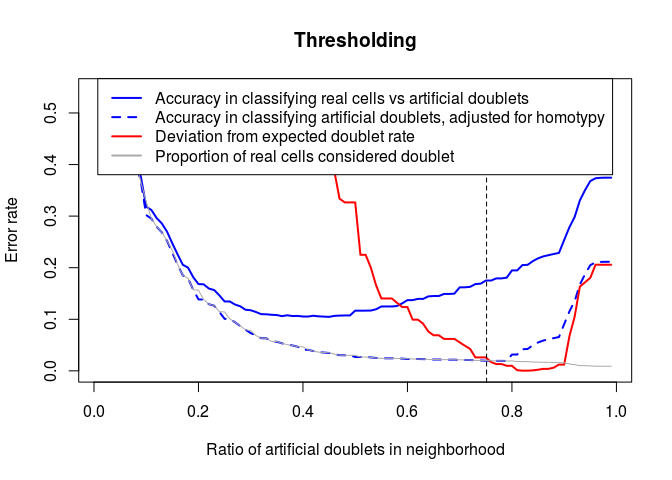 Thresholding
Accuracy in classifying real cells vs artificial doublets
Accuracy in classifying artificial doublets, adjusted for homotypy
Deviation from expected doublet rate
Proportion of real cells considered doublet
Error rate
0.5
0.4
0.3
0.2
0.1
0.0
0.0 0.2 0.4 0.6 0.8 1.0
Ratio of artificial doublets in neighborhood